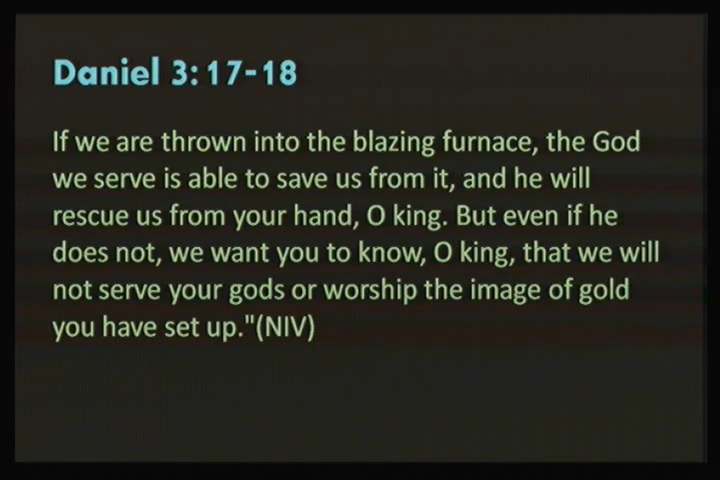 Daniel 3:17-18
If we are thrown into the blazing furnace, the God
we serve is able to save us from it, and he will
rescue us from your hand, O king. But even if he
does not, we want you to know, O king, that we will
not serve your gods or worship the image of gold
you have set up."(NIV)